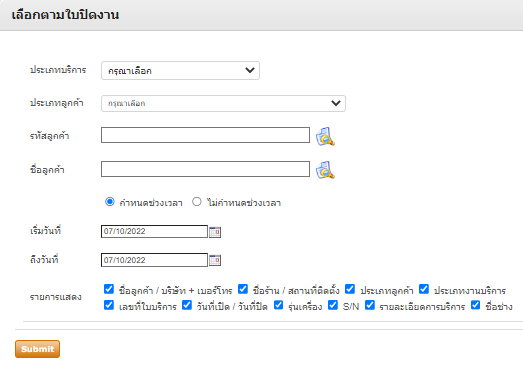 เลือกตามใบปิดงาน
ประเภทบริการ กรุณาเลือก
ประเภทลูกค้า กรุณาเลือก
รหัสลูกค้า
ชื่อลูกค้า
กำหนดช่วงเวลา ไม่กำหนดช่วงเวลา
เริ่มวันที่ 07/10/2022
ถึงวันที่ 07/10/2022
รายการแสดง ชื่อลูกค้า / บริษัท + เบอร์โทร ชื่อร้าน / สถานที่ติดตั้ง ประเภทลูกค้า ประเภทงานบริการ
เลขที่ใบบริการ วันที่เปิด / วันที่ปิด รุ่นเครื่อง S/N รายละเอียดการบริการ ชื่อช่าง
Submit